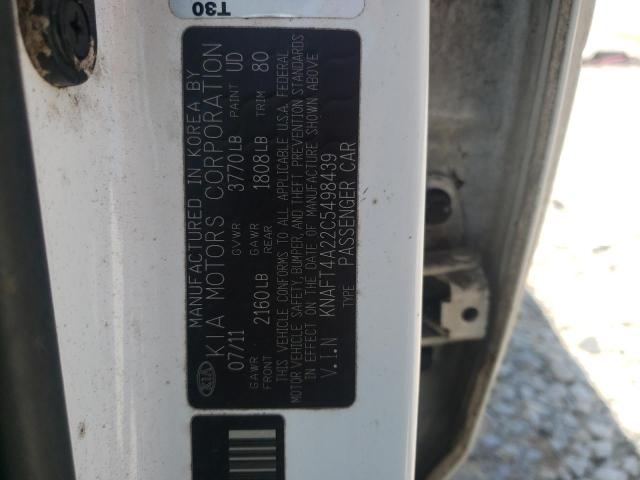 T30
MANUFACTURED IN KOREA BY
KIA MOTORS CORPORATION
07/11 GVWR 3770LB PAINT UD
GAWR FRONT 2160LB GAWR REAR 1808LB TRIM 80
THIS VEHICLE CONFORMS TO ALL APPLICABLE U.S.A. FEDERAL
MOTOR VEHICLE SAFETY, BUMPER, AND THEFT PREVENTION STANDARDS
IN EFFECT ON THE DATE OF MANUFACTURE SHOWN ABOVE
V.I.N KNAFT4A22C5498439
TYPE PASSENGER CAR
KIA